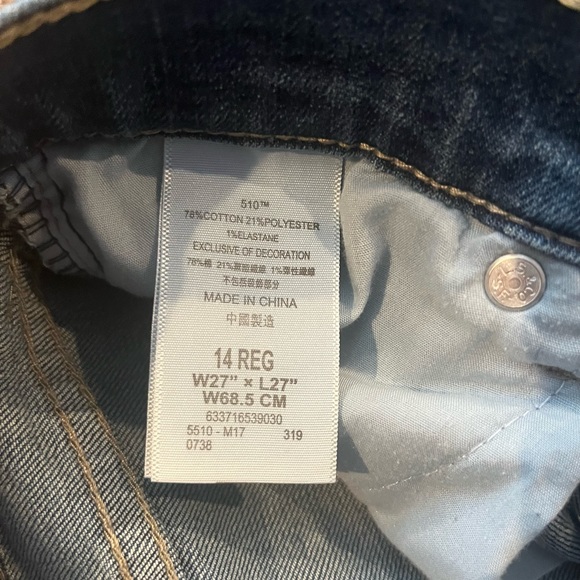 510™
78%COTTON 21%POLYESTER
1%ELASTANE
EXCLUSIVE OF DECORATION
78%棉 21%聚酯纖維 1%彈性纖維
不包括裝飾部分
MADE IN CHINA
中國製造
14 REG
W27" × L27"
W68.5 CM
633716539030
5510 - M17 319
0738